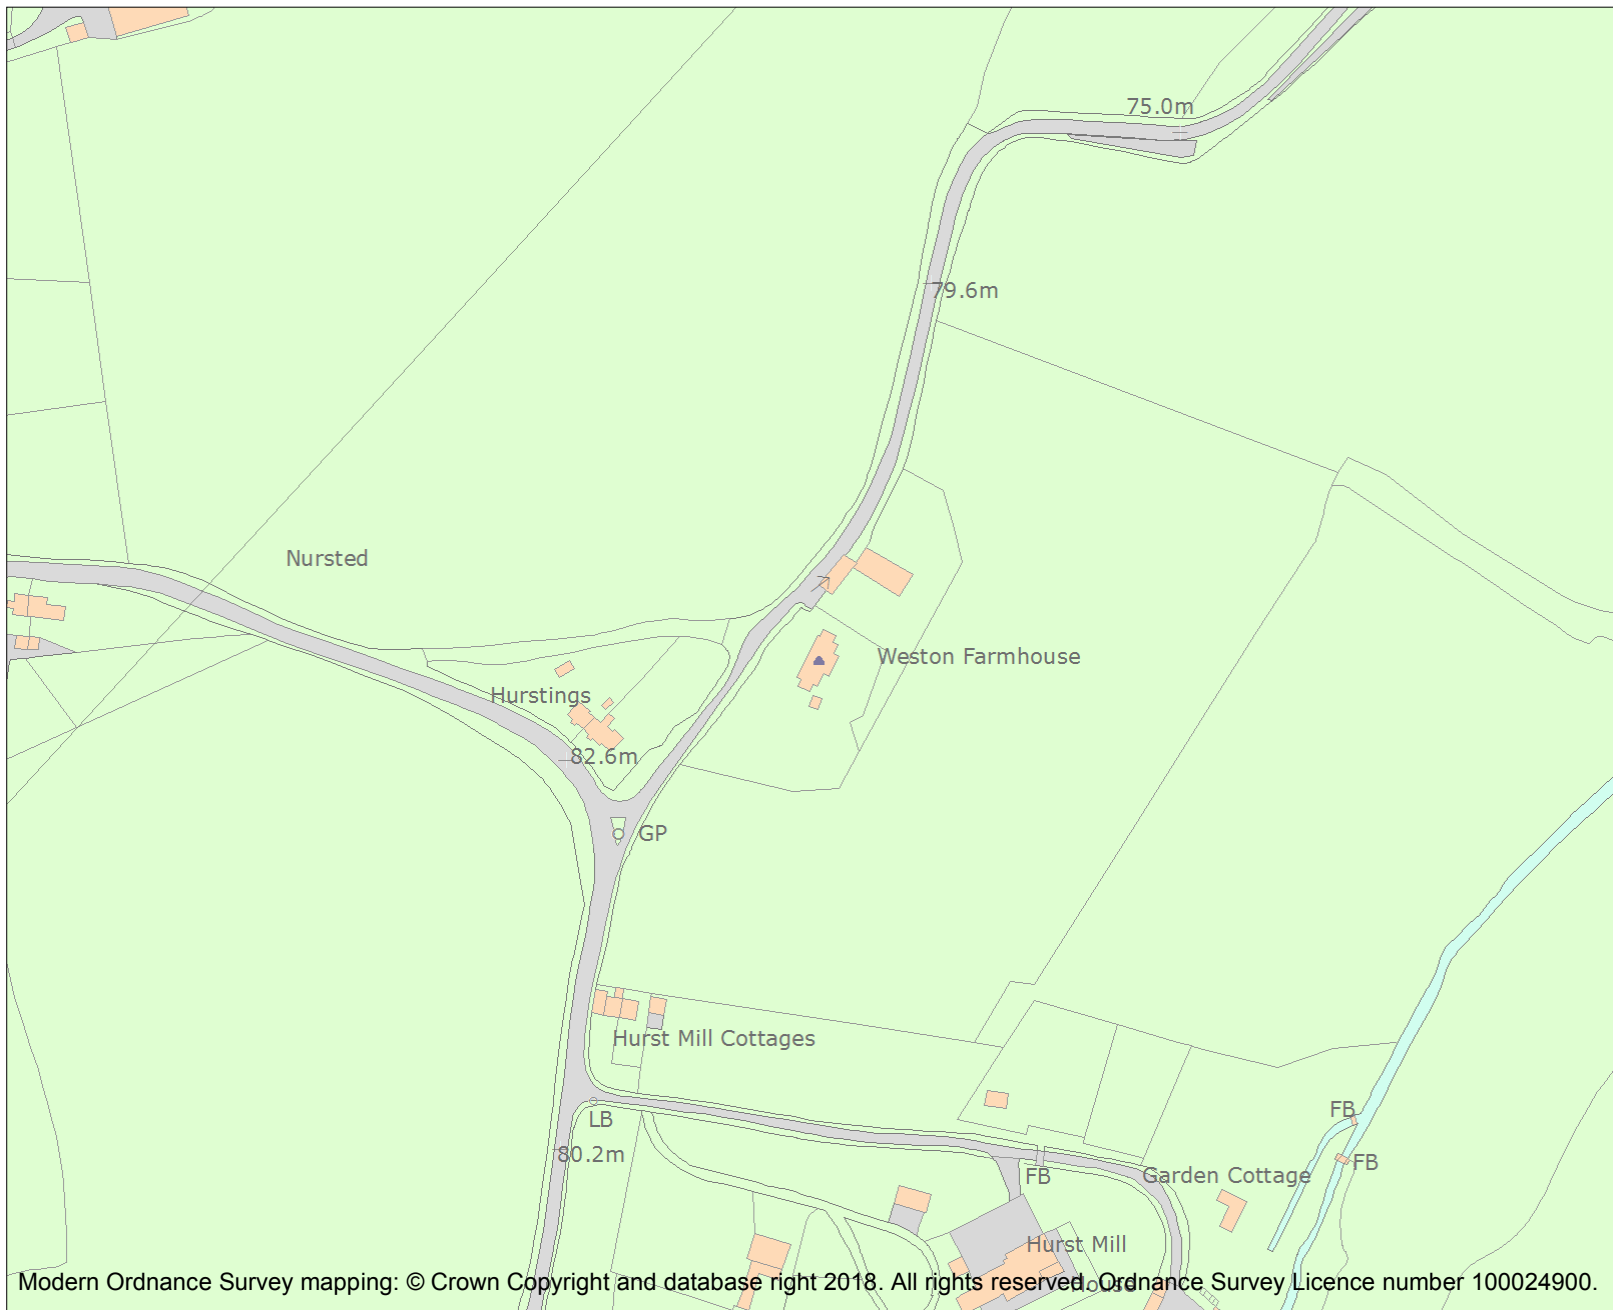 75.0m
79.6m
Nursted
Weston Farmhouse
Hurstings
82.6m
GP
Hurst Mill Cottages
LB
80.2m
FB
FB
FB
Garden Cottage
Hurst Mill
House
Modern Ordnance Survey mapping: © Crown Copyright and database right 2018. All rights reserved. Ordnance Survey Licence number 100024900.